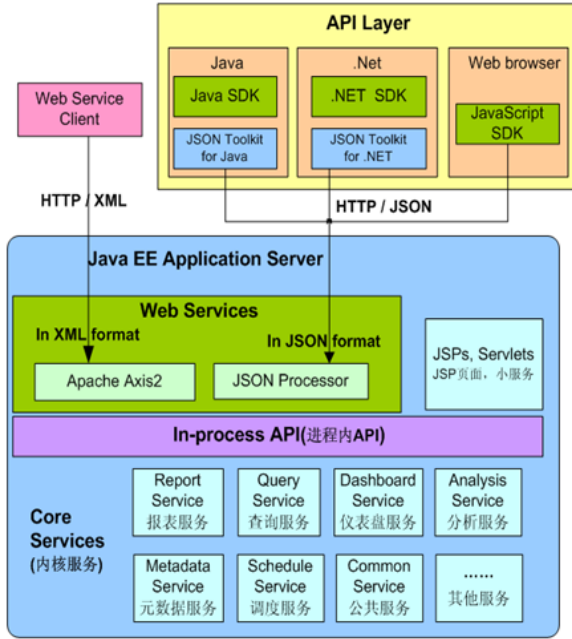 API Layer
Java
Java SDK
JSON Toolkit
for Java
.Net
.NET SDK
JSON Toolkit
for .NET
Web browser
JavaScript
SDK
Web Service
Client
HTTP / XML
HTTP / JSON
Java EE Application Server
Web Services
In XML format
In JSON format
Apache Axis2
JSON Processor
JSPs, Servlets
JSP页面，小服务
In-process API(进程内API)
Core
Services
(内核服务)
Report
Service
报表服务
Query
Service
查询服务
Dashboard
Service
仪表盘服务
Analysis
Service
分析服务
Metadata
Service
元数据服务
Schedule
Service
调度服务
Common
Service
公共服务
......
其他服务